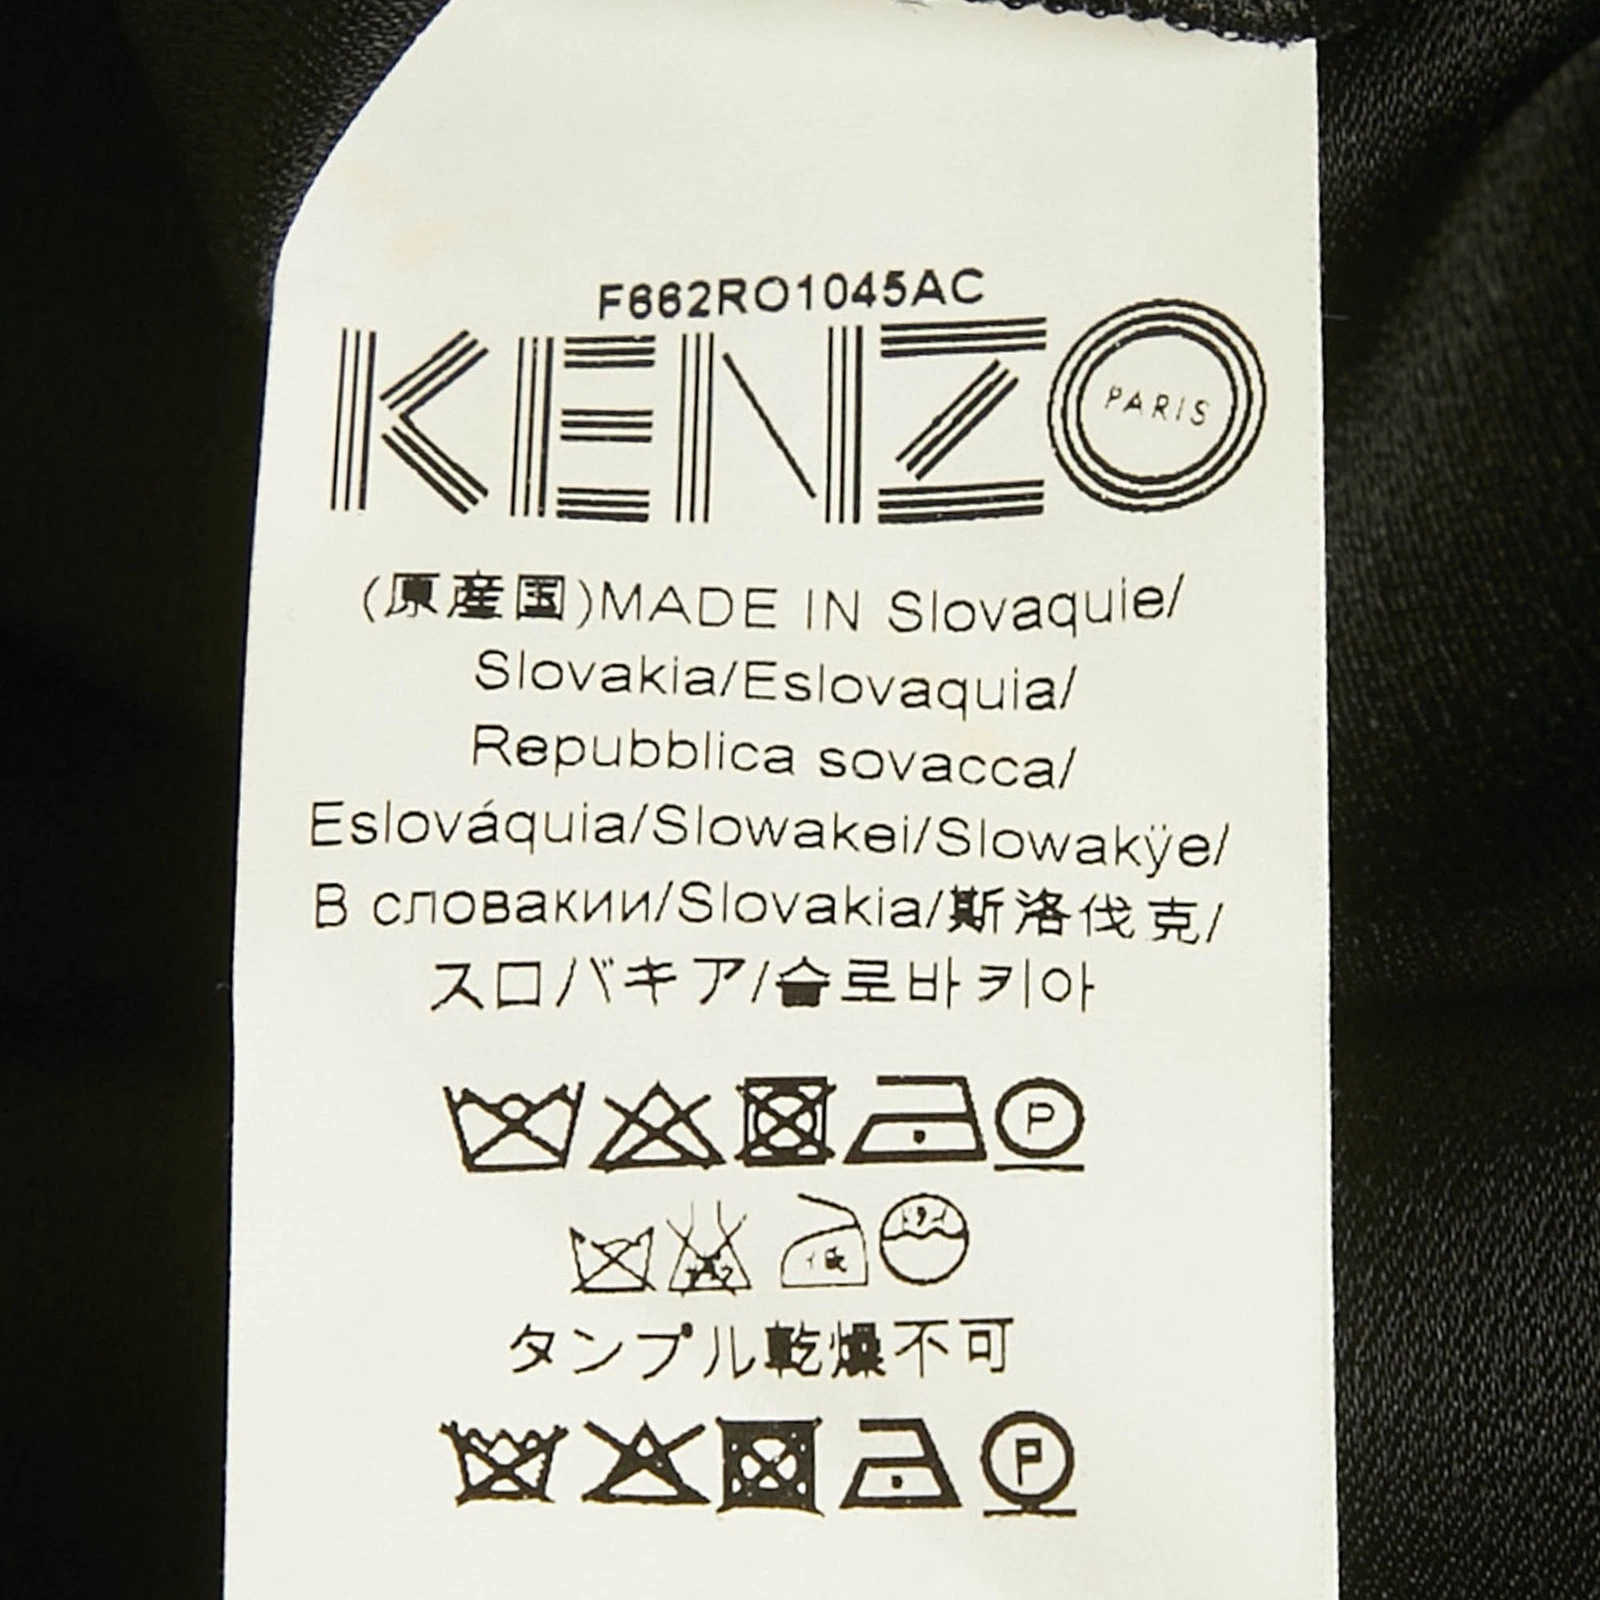 F662RO1045AC
KENZO PARIS
(原産国)MADE IN Slovaquie/
Slovakia/Eslovaquia/
Repubblica sovacca/
Eslováquia/Slowakei/Slowakÿe/
В словакии/Slovakia/斯洛伐克/
スロバキア/슬로바키아
P
低
タンプル乾燥不可
P